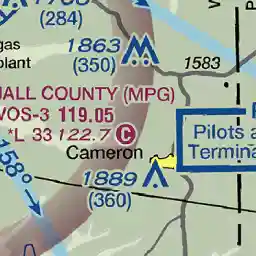 (284)
gas
plant
1863
(350)
1583
HALL COUNTY (MPG)
VOS-3 119.05
*L 33 122.7 C
Cameron
Pilots a
Termina
158°
1889
(360)